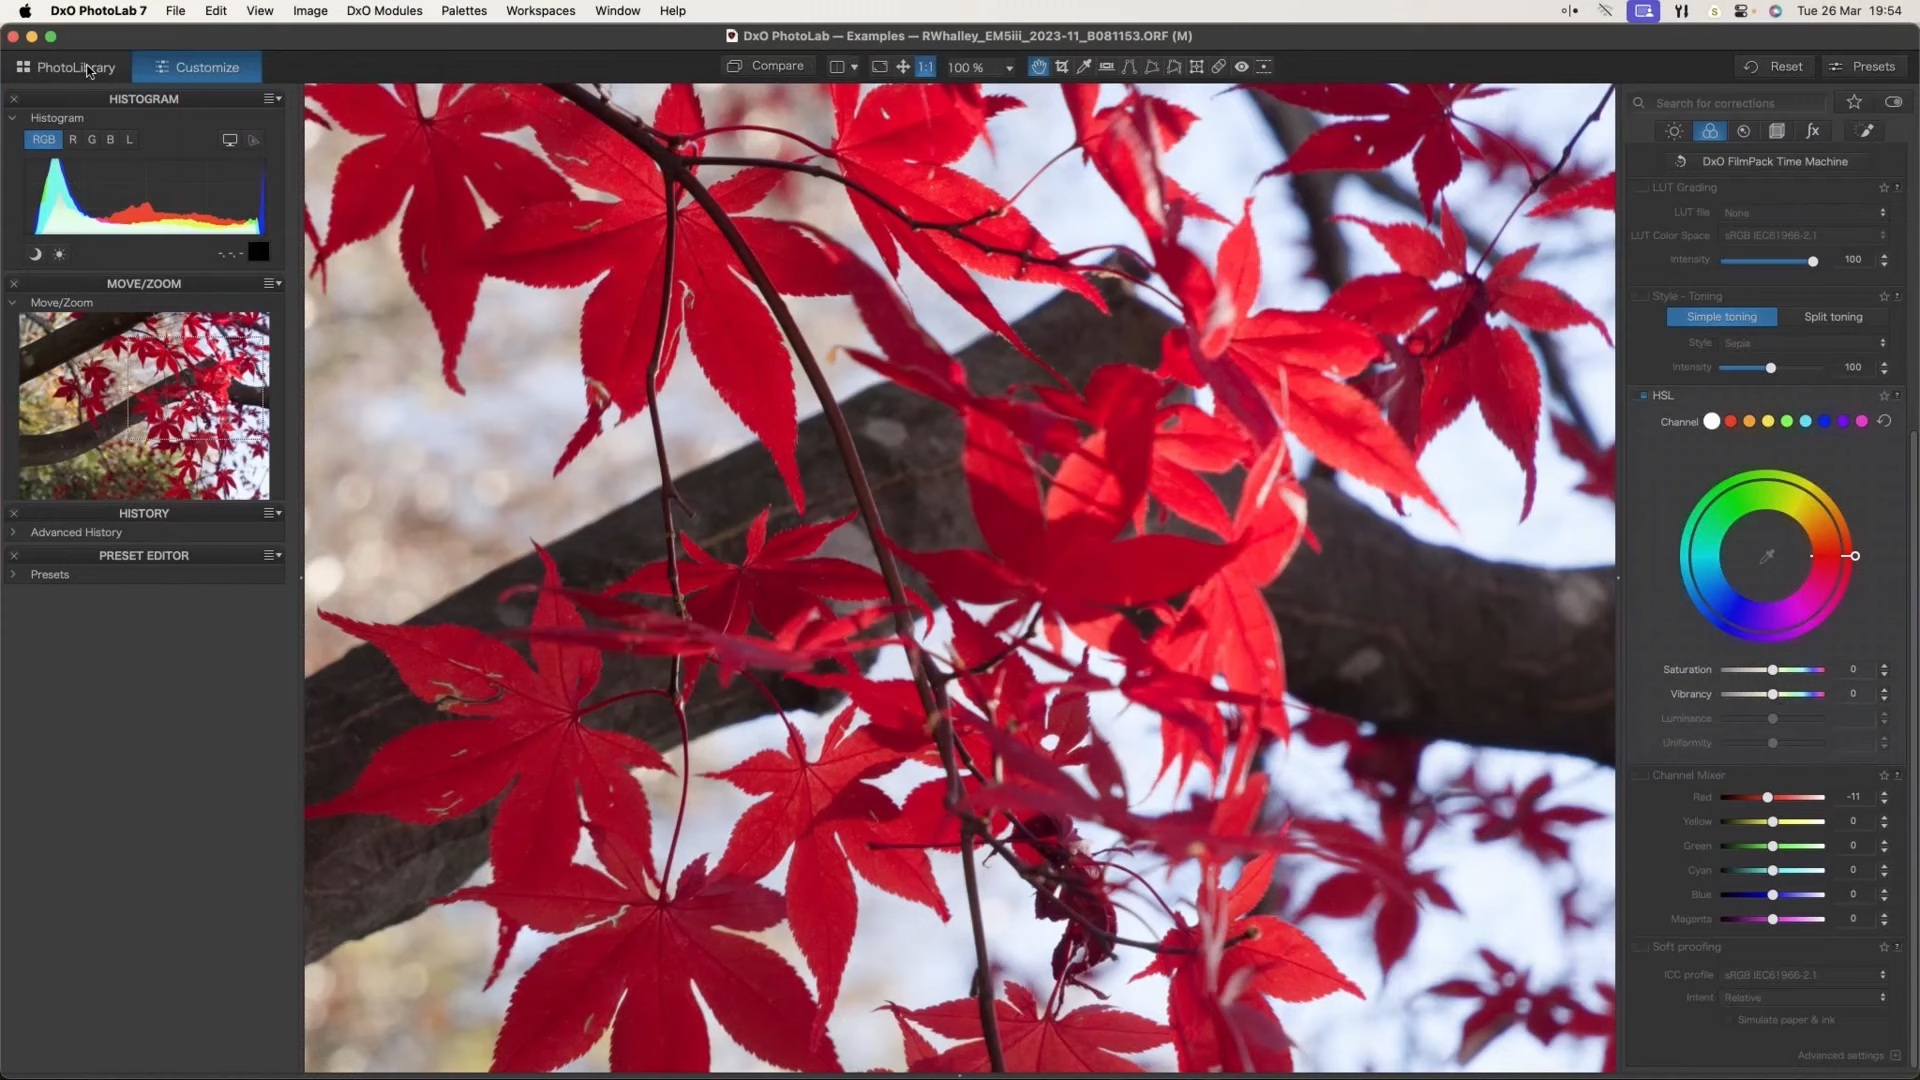 DxO PhotoLab 7 File Edit View Image DxO Modules Palettes Workspaces Window Help Tue 26 Mar 19:54
DxO PhotoLab — Examples — RWhalley_EM5iii_2023-11_B081153.ORF (M)
PhotoLibrary Customize Compare 1:1 100 % Reset Presets
HISTOGRAM
Histogram
RGB R G B L
MOVE/ZOOM
Move/Zoom
HISTORY
Advanced History
PRESET EDITOR
Presets
Search for corrections
fx
DxO FilmPack Time Machine
LUT Grading ?
LUT file None
LUT Color Space sRGB IEC61966-2.1
Intensity 100
Style - Toning ?
Simple toning Split toning
Style Sepia
Intensity 100
HSL ?
Channel
Saturation 0
Vibrancy 0
Luminance
Uniformity
Channel Mixer ?
Red -11
Yellow 0
Green 0
Cyan 0
Blue 0
Magenta 0
Soft proofing ?
ICC profile sRGB IEC61966-2.1
Intent Relative
Simulate paper & ink
Advanced settings